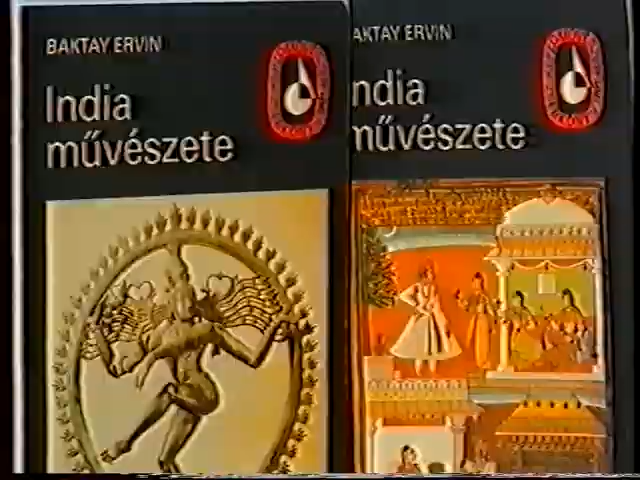 BAKTAY ERVIN
India
művészete
AKTAY ERVIN
ndia
művészete